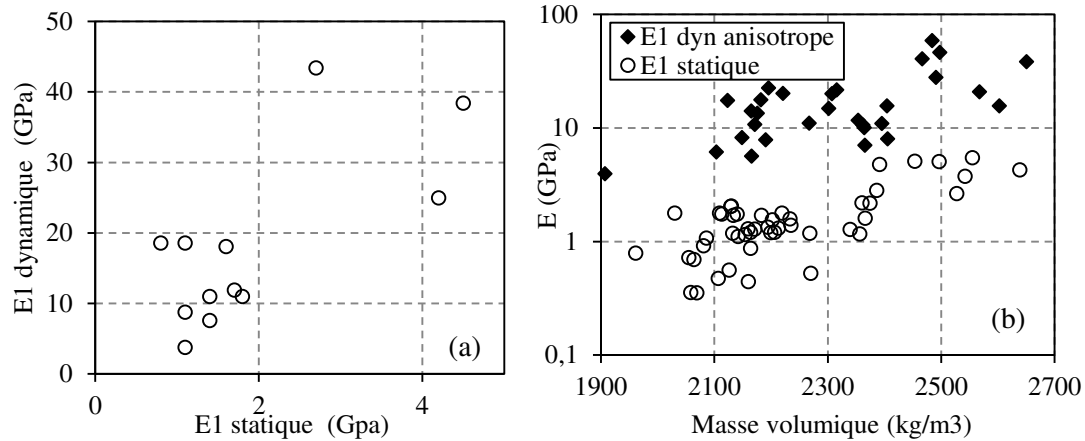 50
40
30
20
10
0
0
2
4
E1 dynamique (GPa)
E1 statique (Gpa)
(a)
100
10
1
0,1
1900
2100
2300
2500
2700
E (GPa)
Masse volumique (kg/m3)
E1 dyn anisotrope
E1 statique
(b)